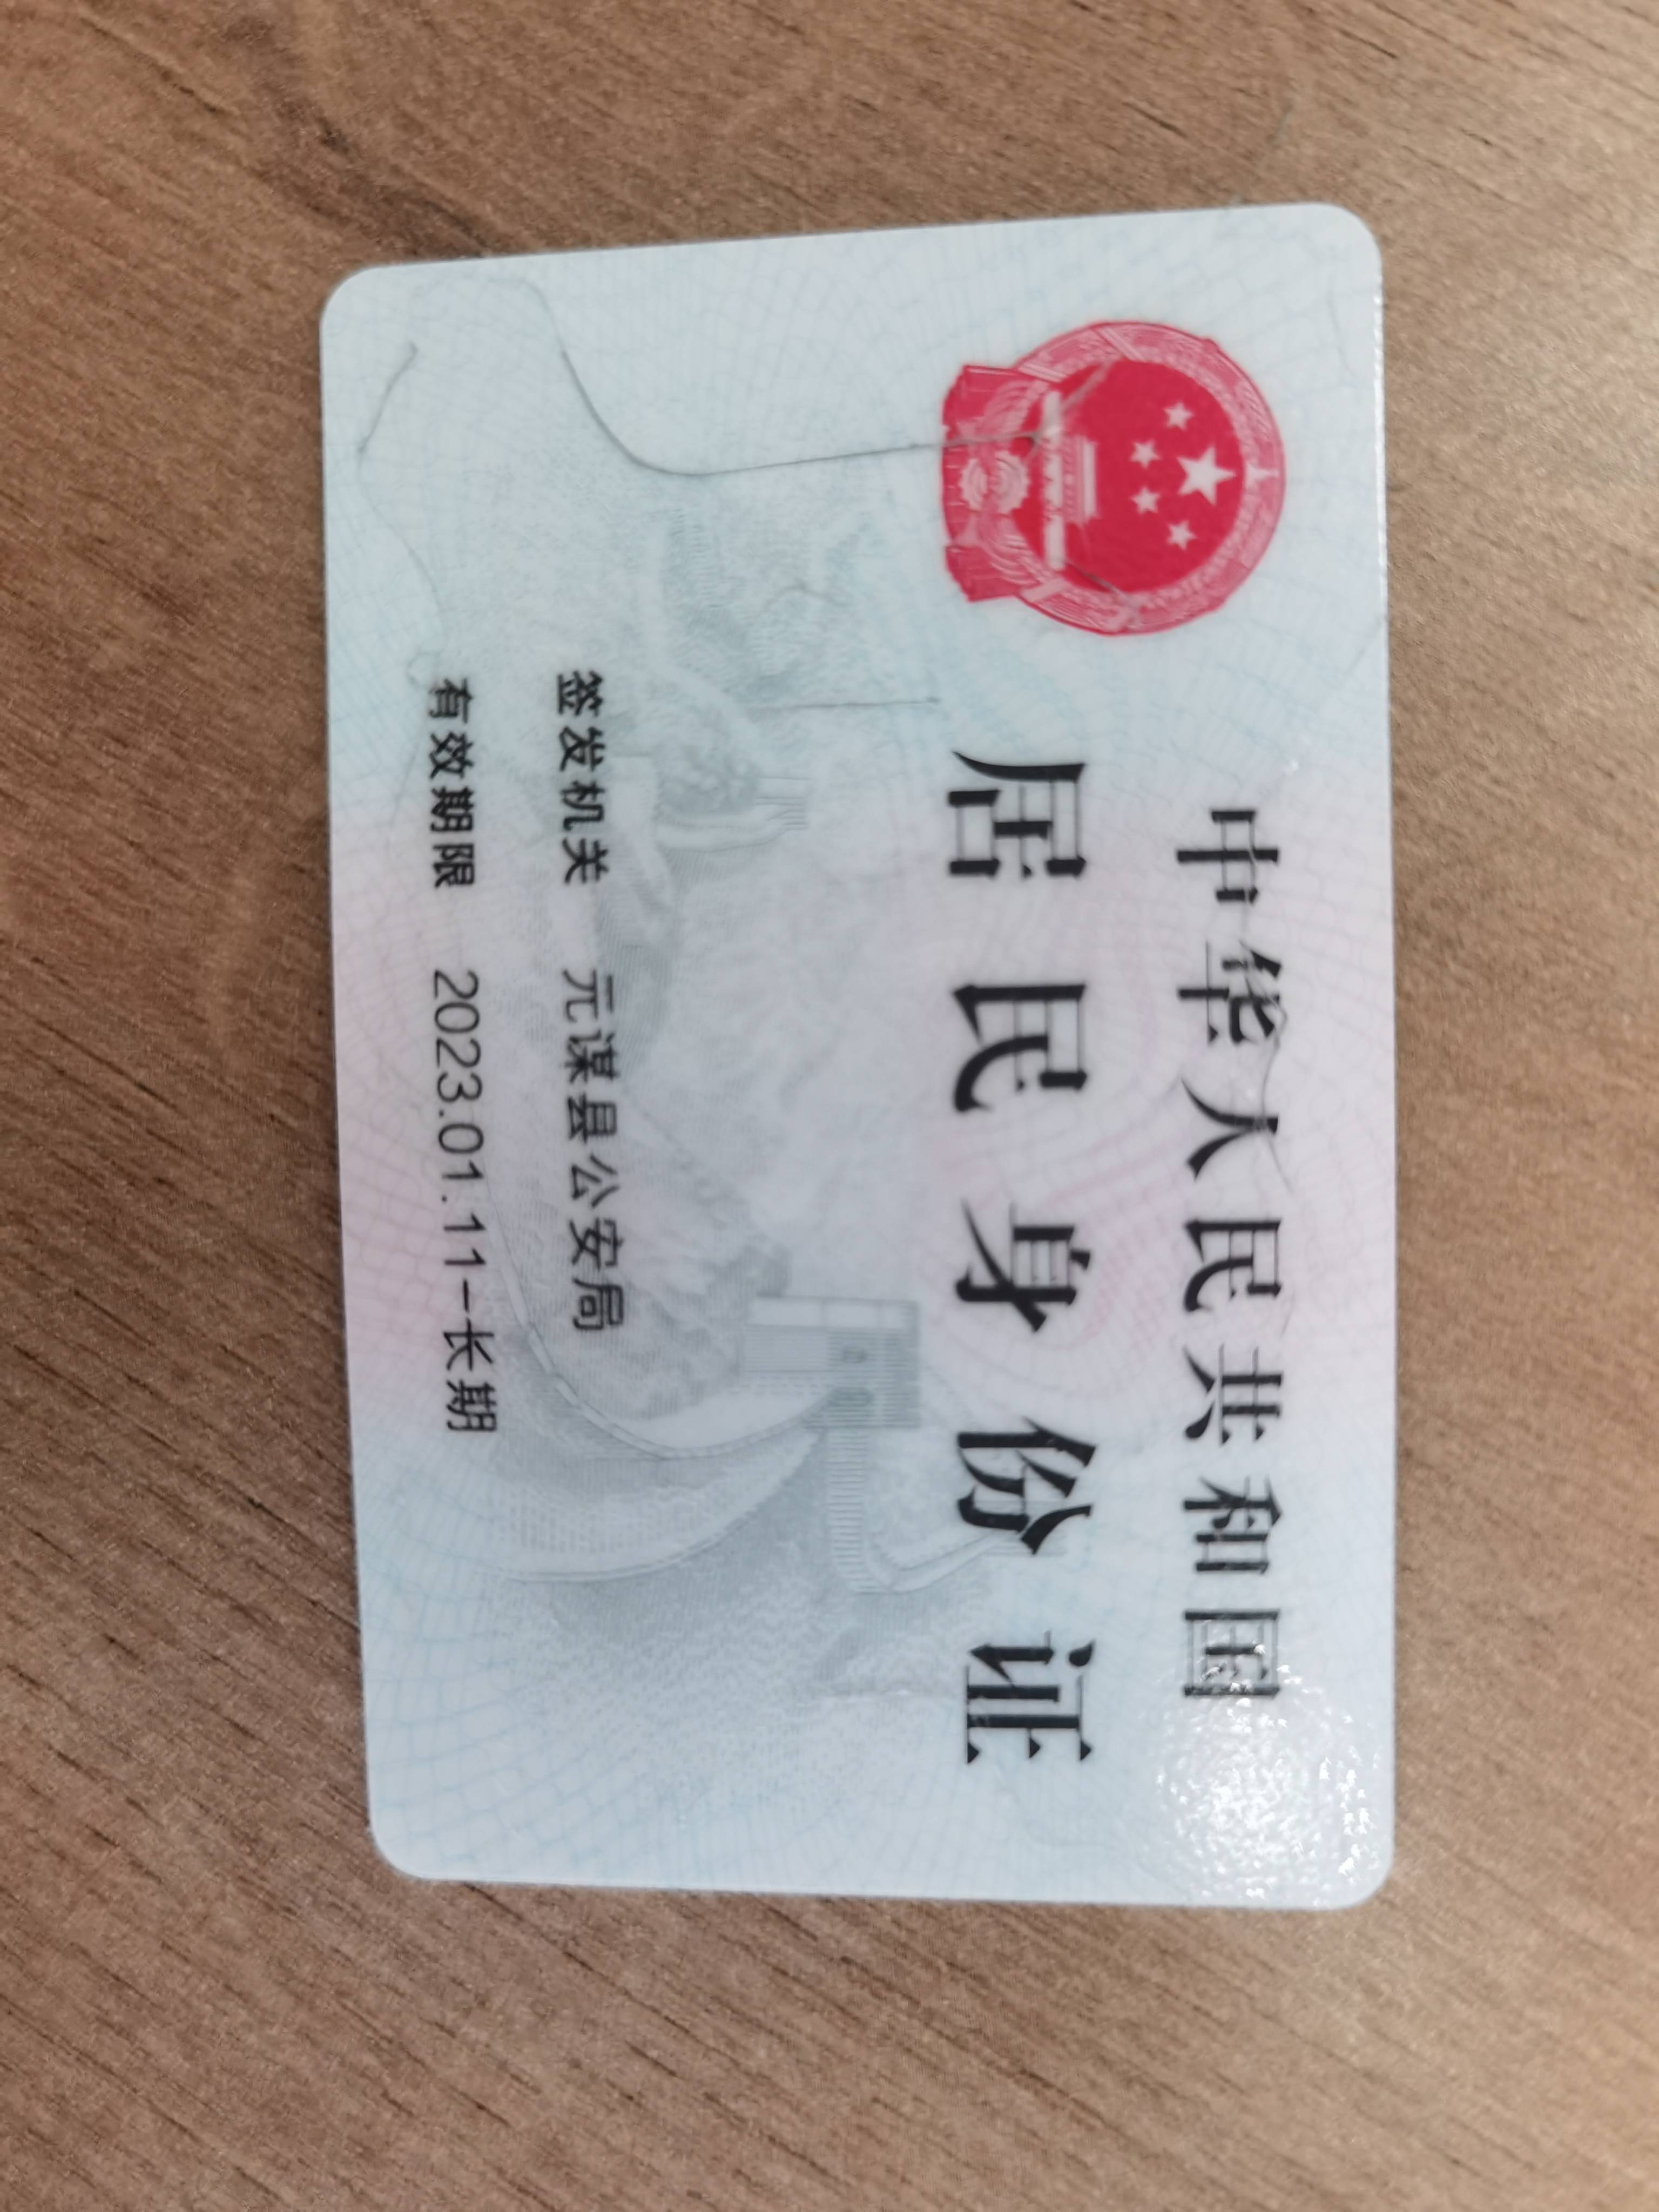 中华人民共和国
居民身份证
签发机关 元谋县公安局
有效期限 2023.01.11-长期